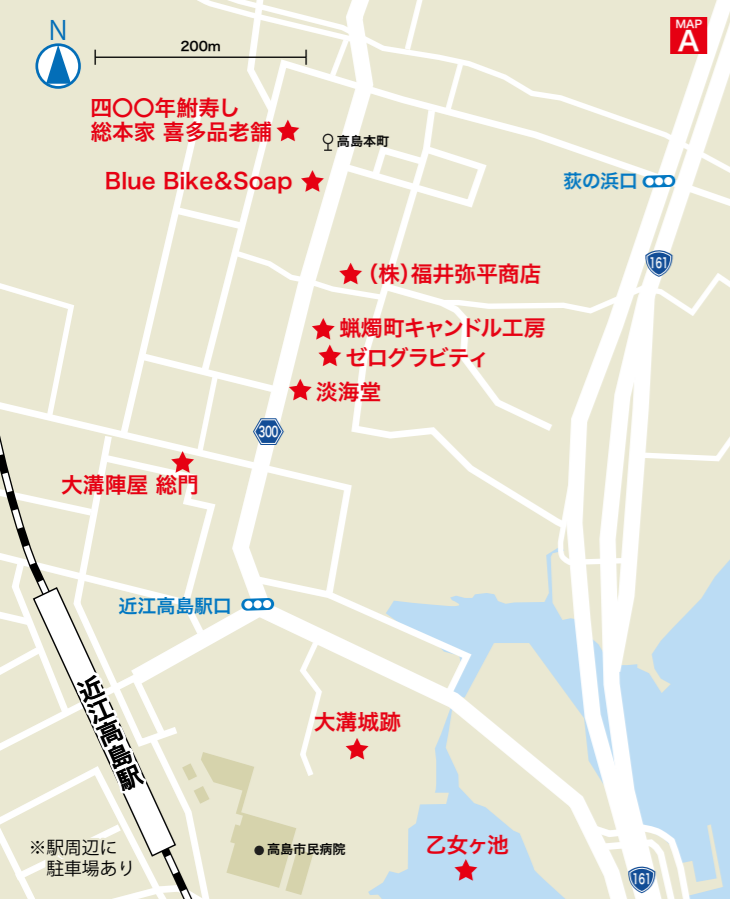 N
200m
MAP
A
四〇〇年鮒寿し
総本家 喜多品老舗
高島本町
Blue Bike&Soap
荻の浜口
161
(株)福井弥平商店
蝋燭町キャンドル工房
ゼログラビティ
淡海堂
300
大溝陣屋 総門
近江高島駅口
近江高島駅
大溝城跡
※駅周辺に
駐車場あり
高島市民病院
乙女ヶ池
161